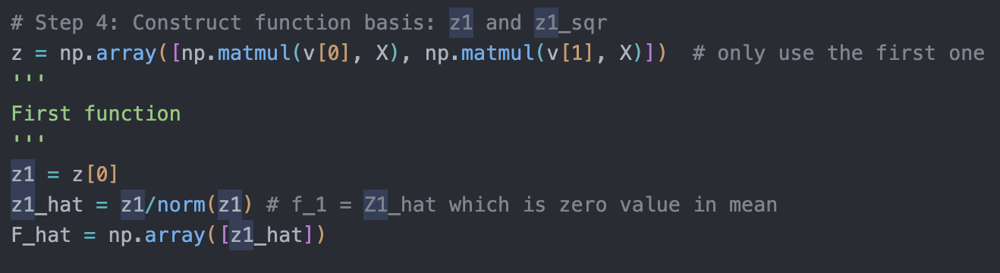 # Step 4: Construct function basis: z1 and z1_sqr
z = np.array([np.matmul(v[0], X), np.matmul(v[1], X)])  # only use the first one
'''
First function
'''
z1 = z[0]
z1_hat = z1/norm(z1) # f_1 = Z1_hat which is zero value in mean
F_hat = np.array([z1_hat])